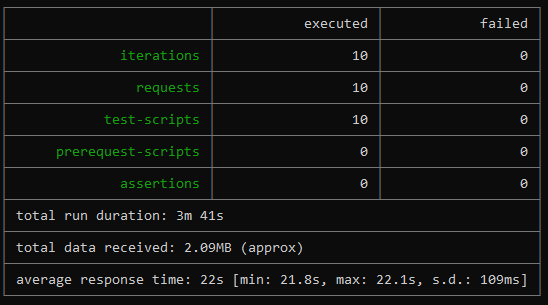 executed failed
iterations 10 0
requests 10 0
test-scripts 10 0
prerequest-scripts 0 0
assertions 0 0
total run duration: 3m 41s
total data received: 2.09MB (approx)
average response time: 22s [min: 21.8s, max: 22.1s, s.d.: 109ms]